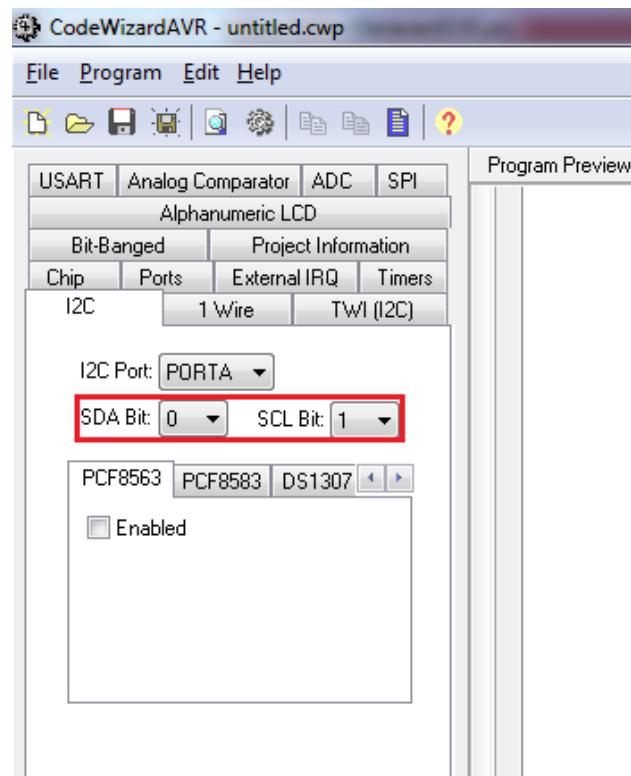 CodeWizardAVR - untitled.cwp
File Program Edit Help
Program Preview
USART Analog Comparator ADC SPI
Alphanumeric LCD
Bit-Banged Project Information
Chip Ports External IRQ Timers
I2C 1 Wire TWI (I2C)
I2C Port: PORTA
SDA Bit: 0 SCL Bit: 1
PCF8563 PCF8583 DS1307
Enabled